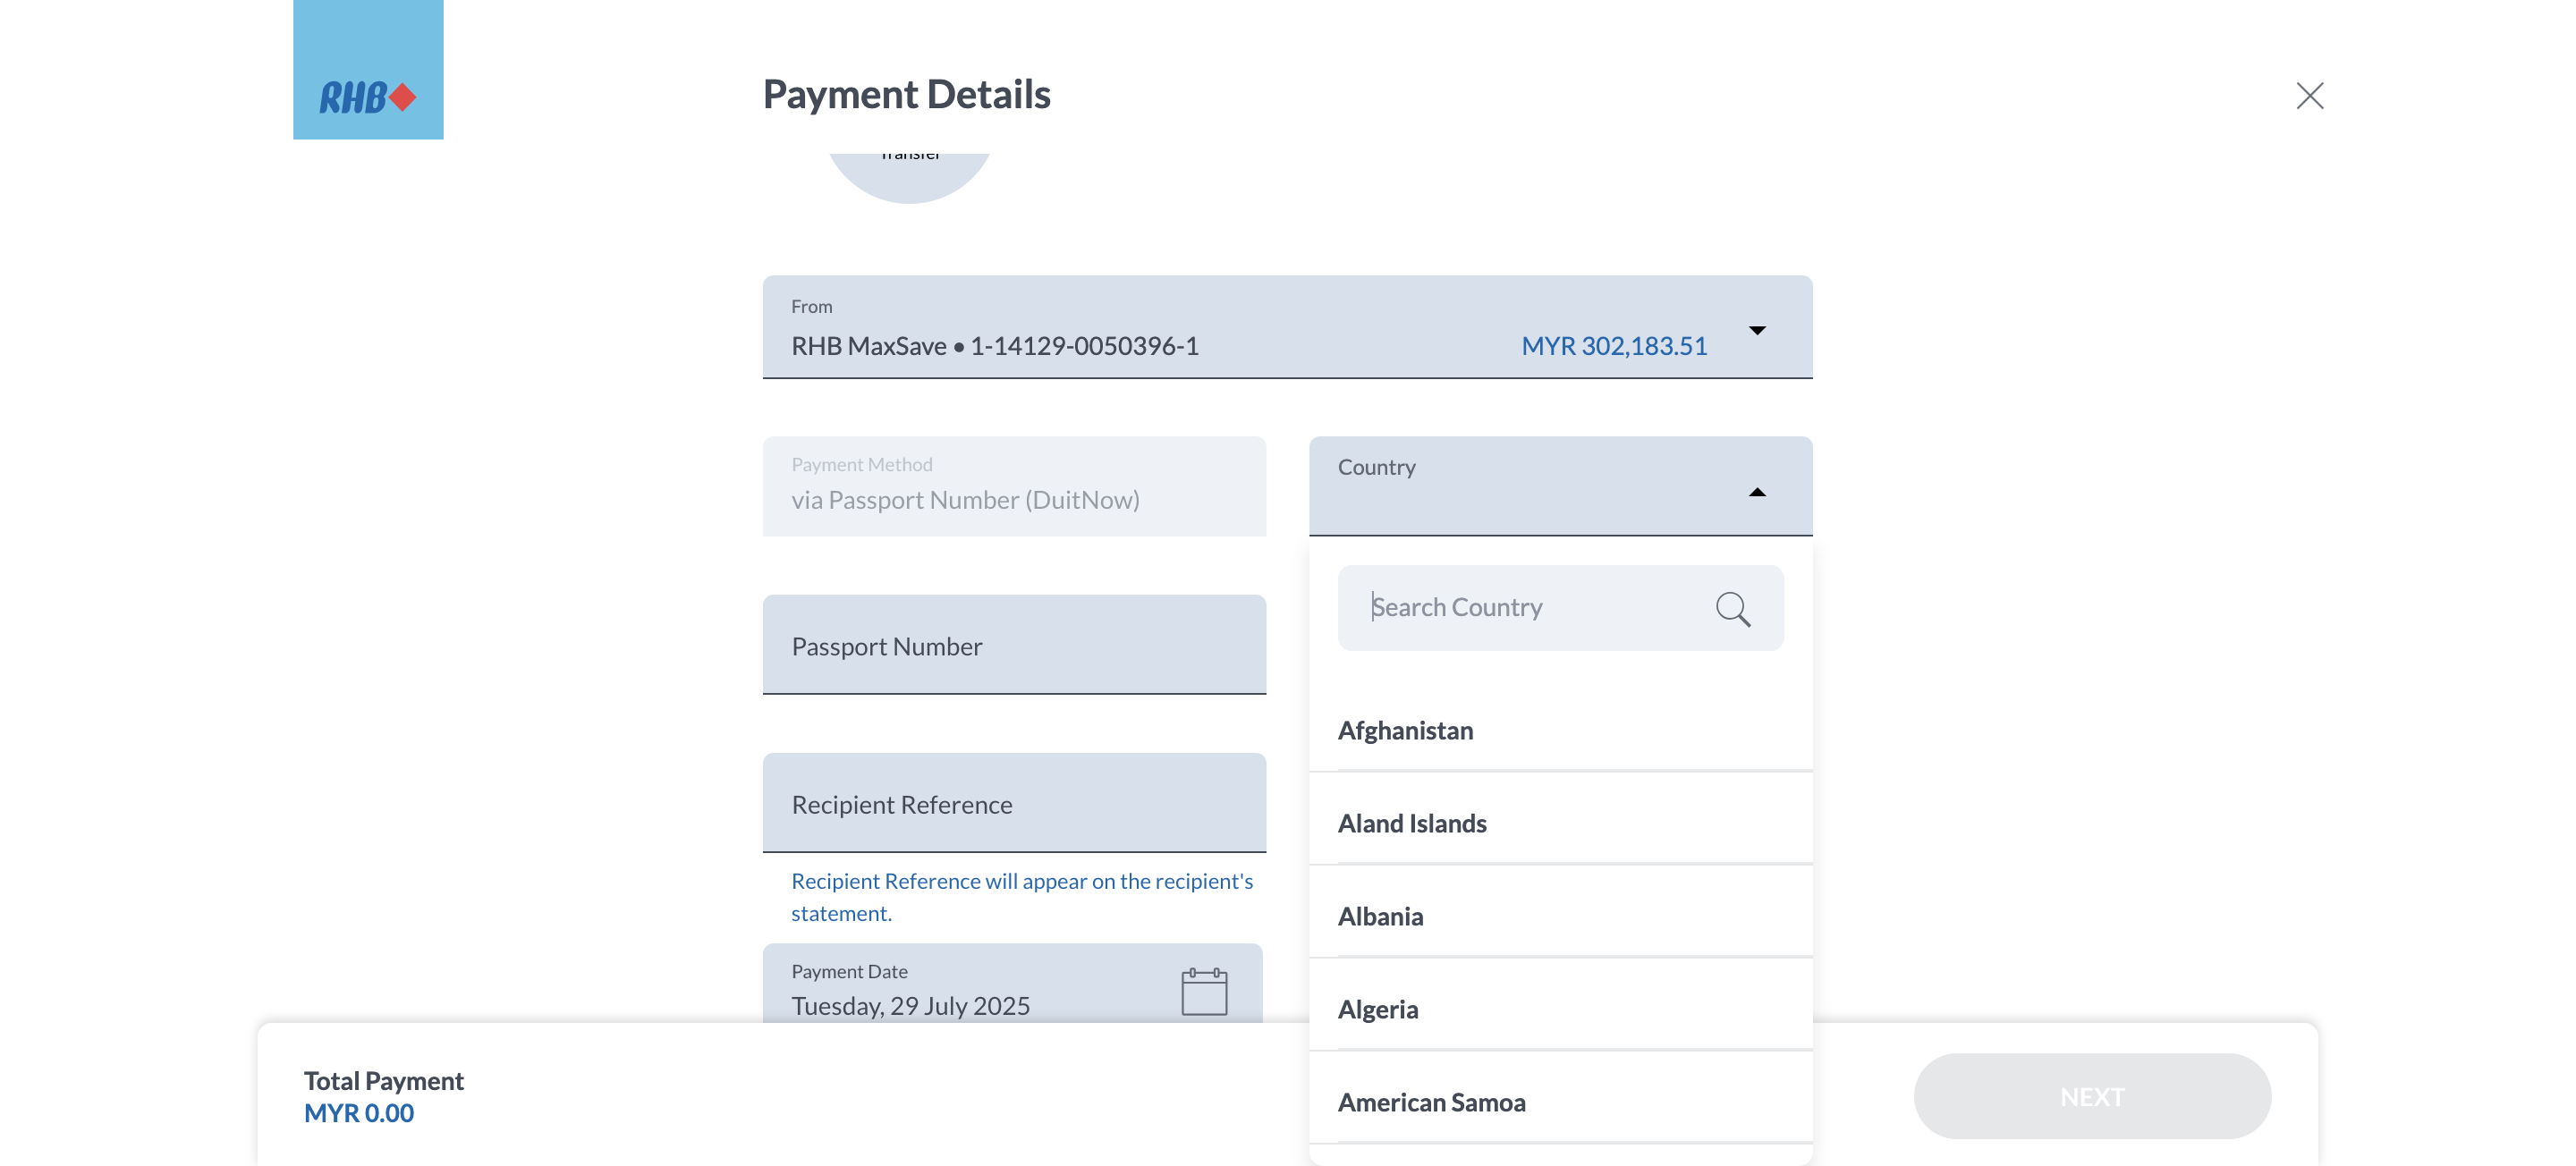 RHB
Payment Details
Transfer
From
RHB MaxSave • 1-14129-0050396-1
MYR 302,183.51
Payment Method
via Passport Number (DuitNow)
Country
Search Country
Passport Number
Afghanistan
Recipient Reference
Aland Islands
Recipient Reference will appear on the recipient's
statement.
Albania
Payment Date
Tuesday, 29 July 2025
Algeria
Total Payment
MYR 0.00
American Samoa
NEXT